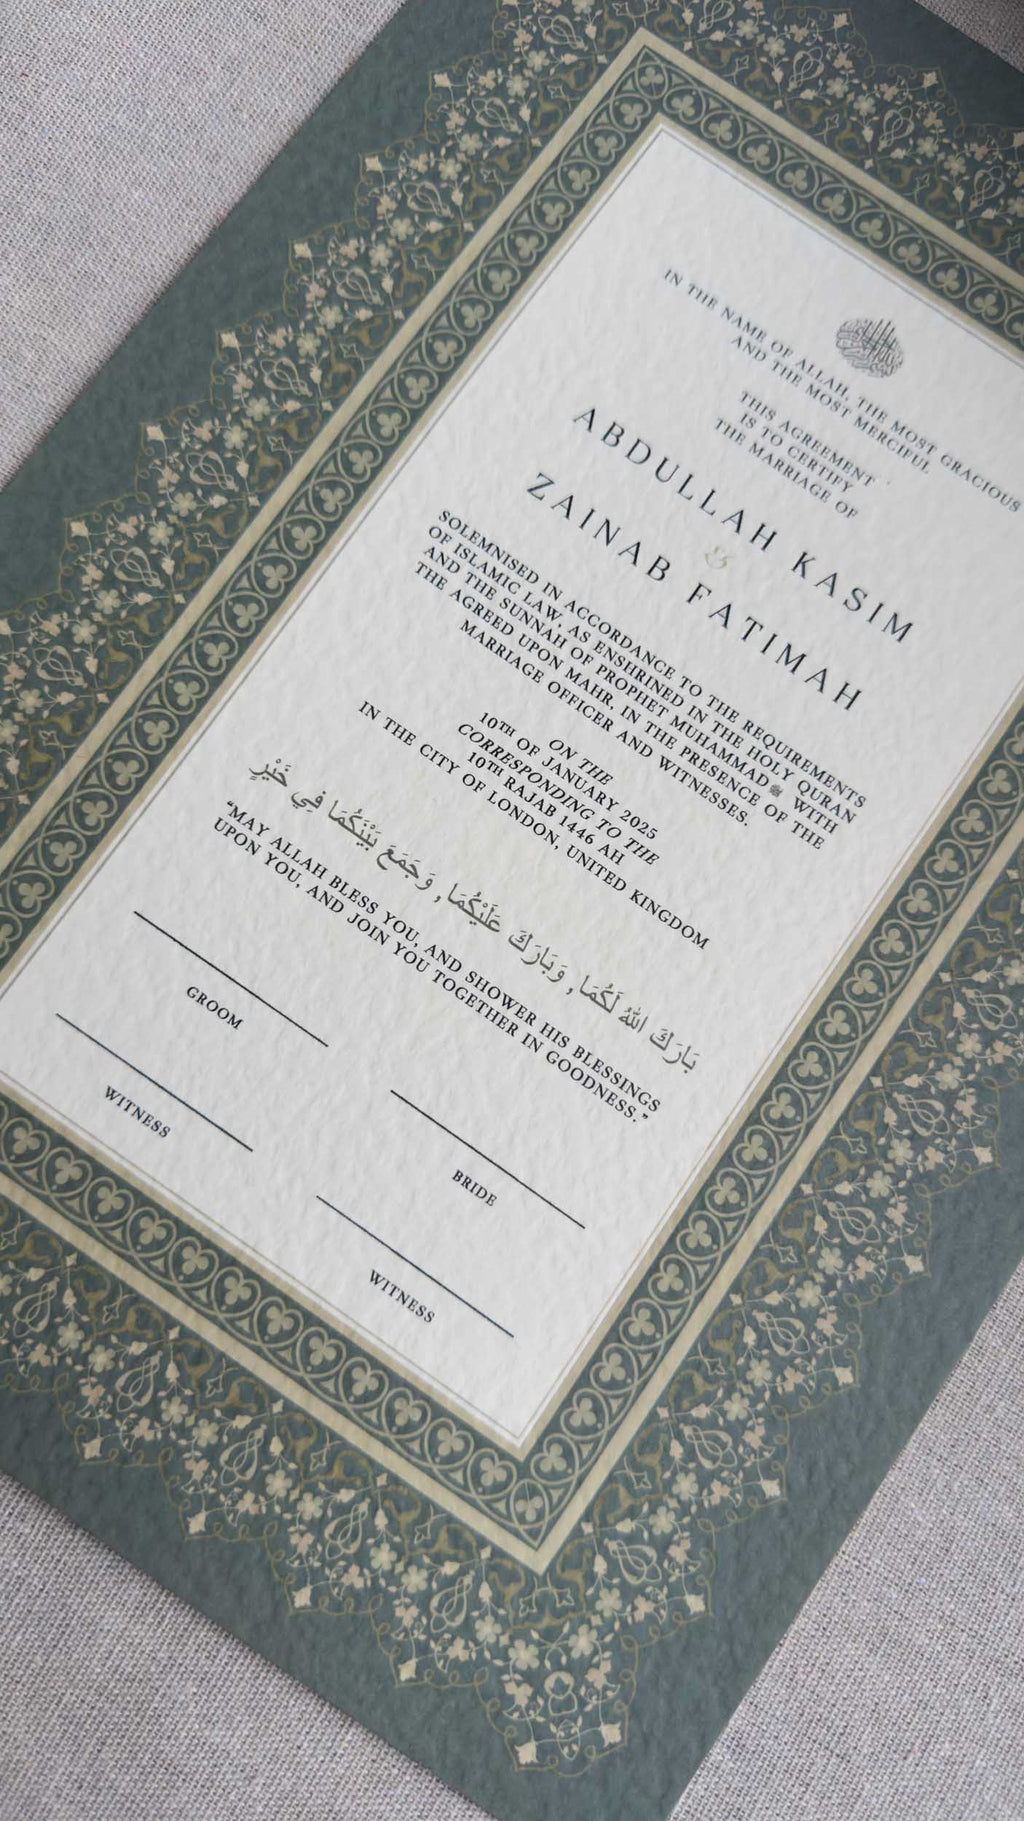 IN THE NAME OF ALLAH, THE MOST GRACIOUS
AND THE MOST MERCIFUL
THIS AGREEMENT
IS TO CERTIFY
THE MARRIAGE OF
ABDULLAH KASIM
&
ZAINAB FATIMAH
SOLEMNISED IN ACCORDANCE TO THE REQUIREMENTS
OF ISLAMIC LAW, AS ENSHRINED IN THE HOLY QURAN
AND THE SUNNAH OF PROPHET MUHAMMAD ﷺ WITH
THE AGREED UPON MAHR, IN THE PRESENCE OF THE
MARRIAGE OFFICER AND WITNESSES.
ON THE
10TH OF JANUARY 2025
CORRESPONDING TO THE
10TH RAJAB 1446 AH
IN THE CITY OF LONDON, UNITED KINGDOM
بَارَكَ اللهُ لَكُمَا, وَبَارَكَ عَلَيْكُمَا, وَجَمَعَ بَيْنَكُمَا فِي خَيْرٍ
“MAY ALLAH BLESS YOU, AND SHOWER HIS BLESSINGS
UPON YOU, AND JOIN YOU TOGETHER IN GOODNESS.”
GROOM
BRIDE
WITNESS
WITNESS